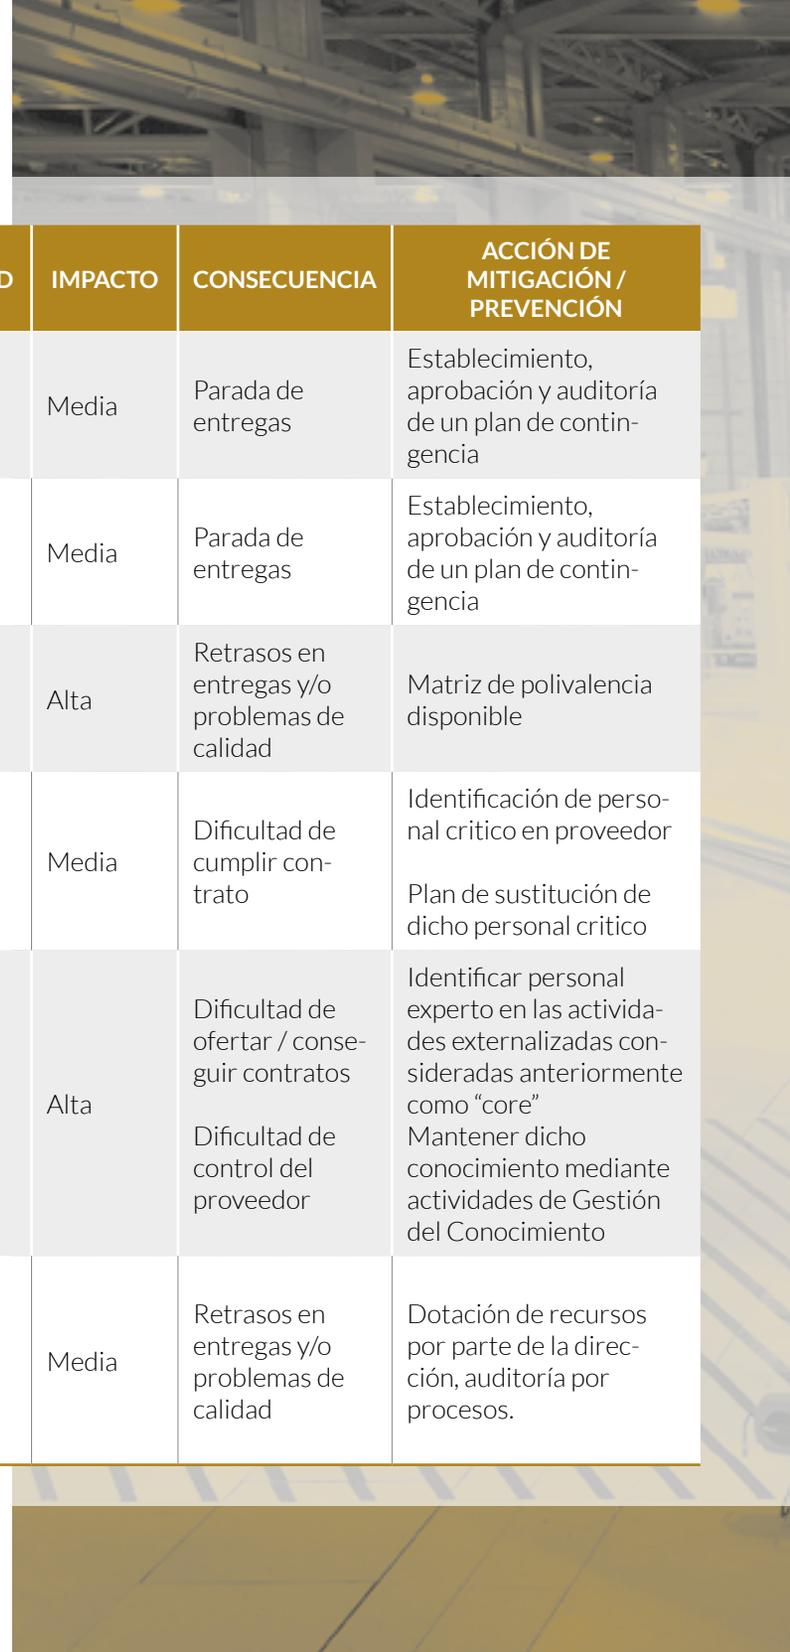 D
IMPACTO
CONSECUENCIA
ACCIÓN DE
MITIGACIÓN /
PREVENCIÓN
Media
Parada de
entregas
Establecimiento,
aprobación y auditoría
de un plan de contin-
gencia
Media
Parada de
entregas
Establecimiento,
aprobación y auditoría
de un plan de contin-
gencia
Alta
Retrasos en
entregas y/o
problemas de
calidad
Matriz de polivalencia
disponible
Media
Dificultad de
cumplir con-
trato
Identificación de perso-
nal critico en proveedor
Plan de sustitución de
dicho personal critico
Alta
Dificultad de
ofertar / conse-
guir contratos
Dificultad de
control del
proveedor
Identificar personal
experto en las activida-
des externalizadas con-
sideradas anteriormente
como “core”
Mantener dicho
conocimiento mediante
actividades de Gestión
del Conocimiento
Media
Retrasos en
entregas y/o
problemas de
calidad
Dotación de recursos
por parte de la direc-
ción, auditoría por
procesos.